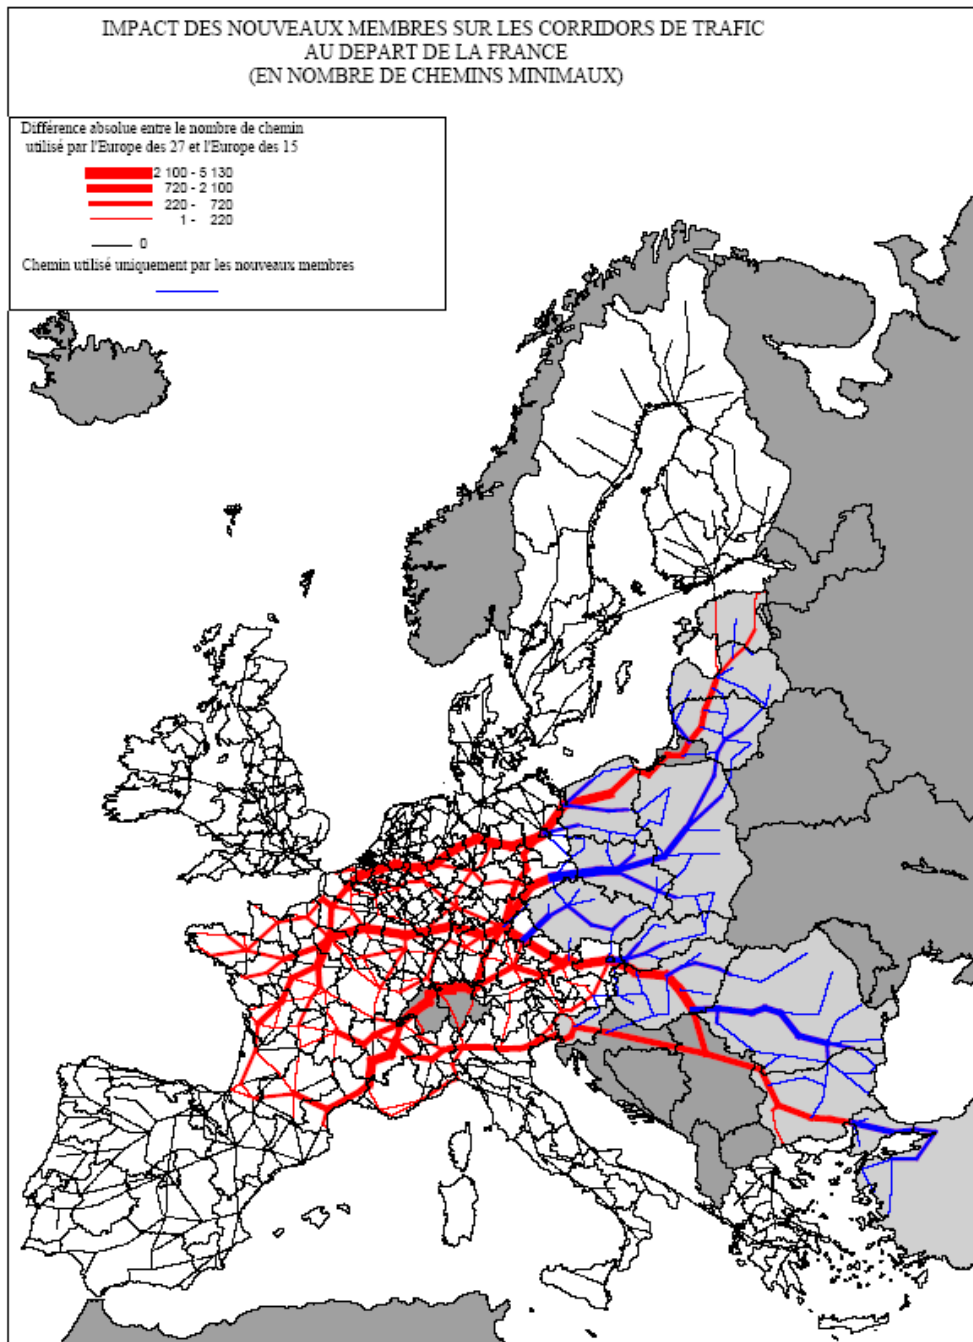 IMPACT DES NOUVEAUX MEMBRES SUR LES CORRIDORS DE TRAFIC
AU DEPART DE LA FRANCE
(EN NOMBRE DE CHEMINS MINIMAUX)
Différence absolue entre le nombre de chemin
utilisé par l'Europe des 27 et l'Europe des 15
2 100 - 5 130
720 - 2 100
220 - 720
1 - 220
0
Chemin utilisé uniquement par les nouveaux membres